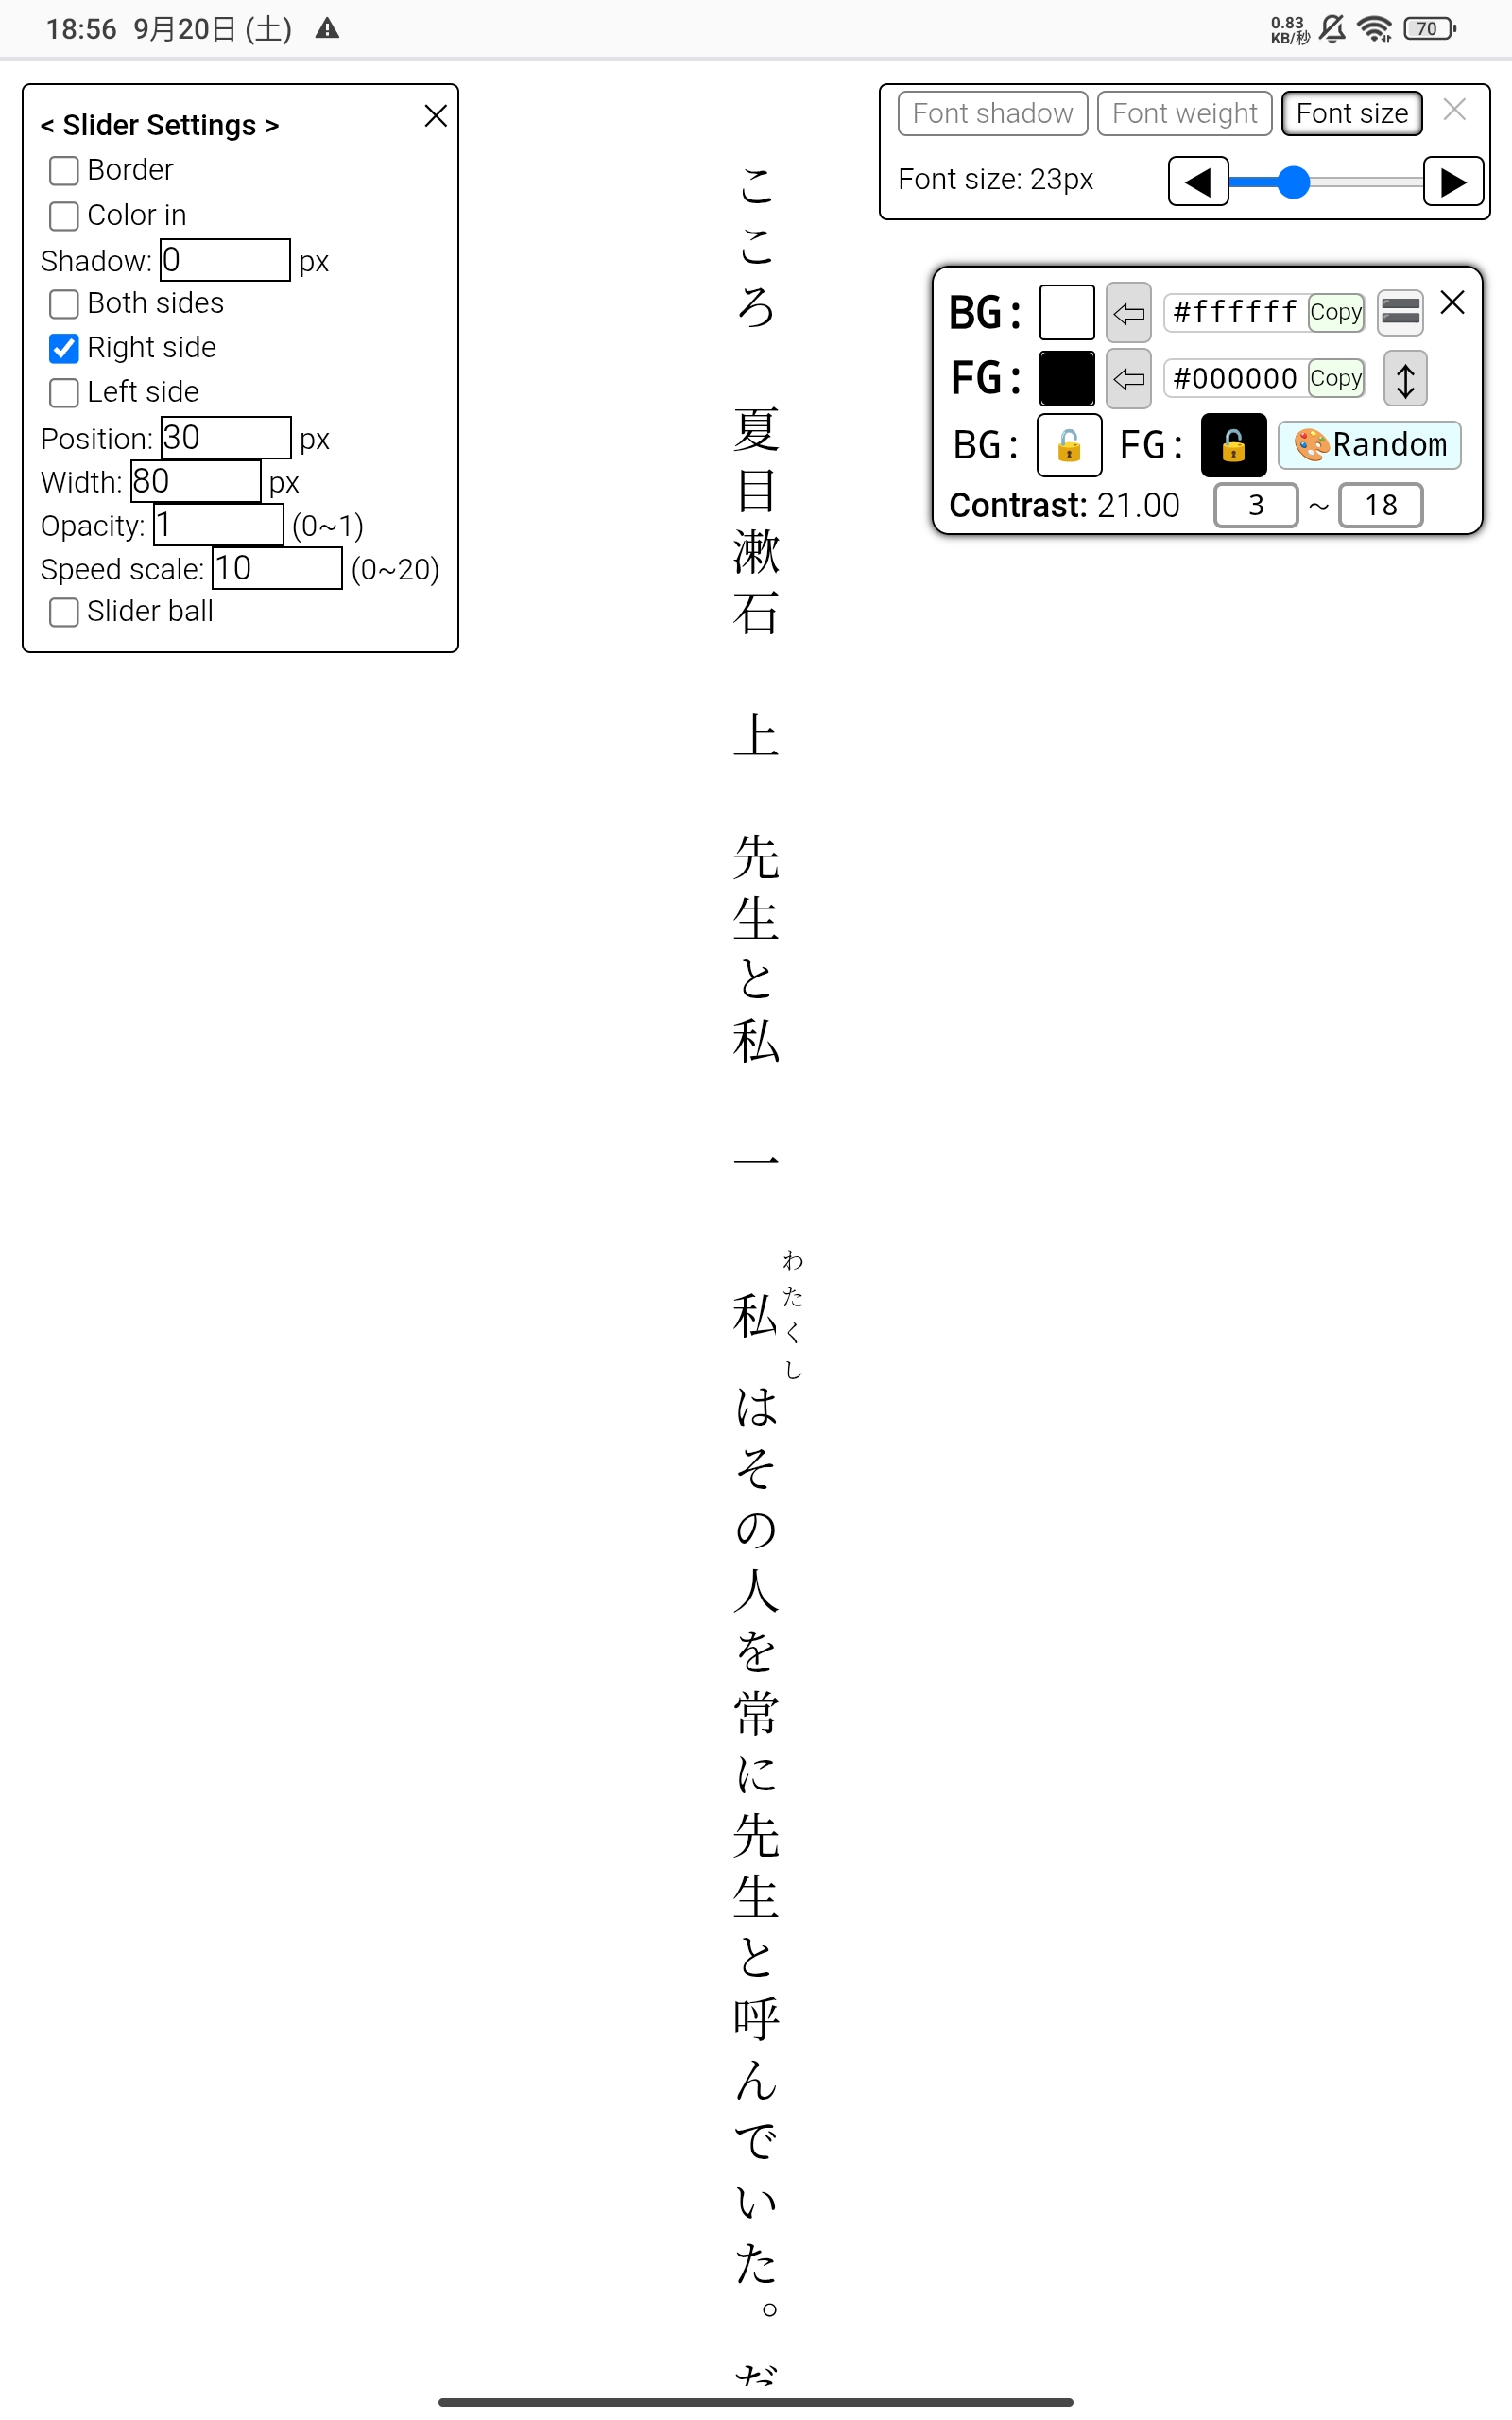 18:56 9月20日 (土)
0.83 KB/秒
70
< Slider Settings >
Border
Color in
Shadow: 0 px
Both sides
Right side
Left side
Position: 30 px
Width: 80 px
Opacity: 1 (0~1)
Speed scale: 10 (0~20)
Slider ball
Font shadow Font weight Font size
Font size: 23px
BG: #ffffff Copy
FG: #000000 Copy
BG: FG: Random
Contrast: 21.00 3 ~ 18
こころ　夏目漱石　上　先生と私　一　私わたくしはその人を常に先生と呼んでいた。だ